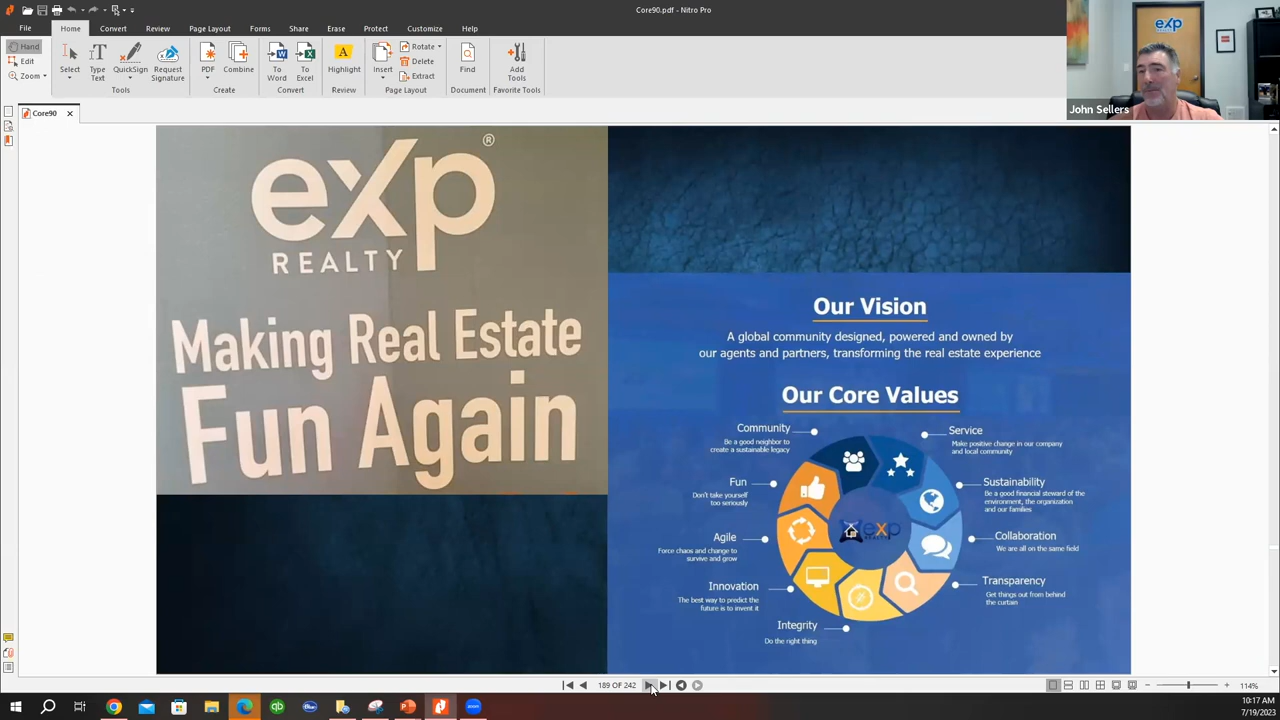 Core90.pdf - Nitro Pro
File
Home
Convert
Review
Page Layout
Forms
Share
Erase
Protect
Customize
Help
Hand
Edit
Zoom
Select
Type
Text
QuickSign
Request
Signature
Tools
PDF
Combine
Create
To
Word
To
Excel
Convert
Highlight
Review
Insert
Rotate
Delete
Extract
Page Layout
Find
Document
Add
Tools
Favorite Tools
exp
John Sellers
Core90
eXp®
REALTY
Making Real Estate
Fun Again
Our Vision
A global community designed, powered and owned by
our agents and partners, transforming the real estate experience
Our Core Values
Community
Be a good neighbor to
create a sustainable legacy
Service
Make positive change in our company
and local community
Fun
Don't take yourself
too seriously
Sustainability
Be a good financial steward of the
environment, the organization
and our families
Agile
Force chaos and change to
survive and grow
Collaboration
We are all on the same field
Innovation
The best way to predict the
future is to invent it
Transparency
Get things out from behind
the curtain
Integrity
Do the right thing
exp
189 OF 242
114%
10:17 AM
7/19/2023